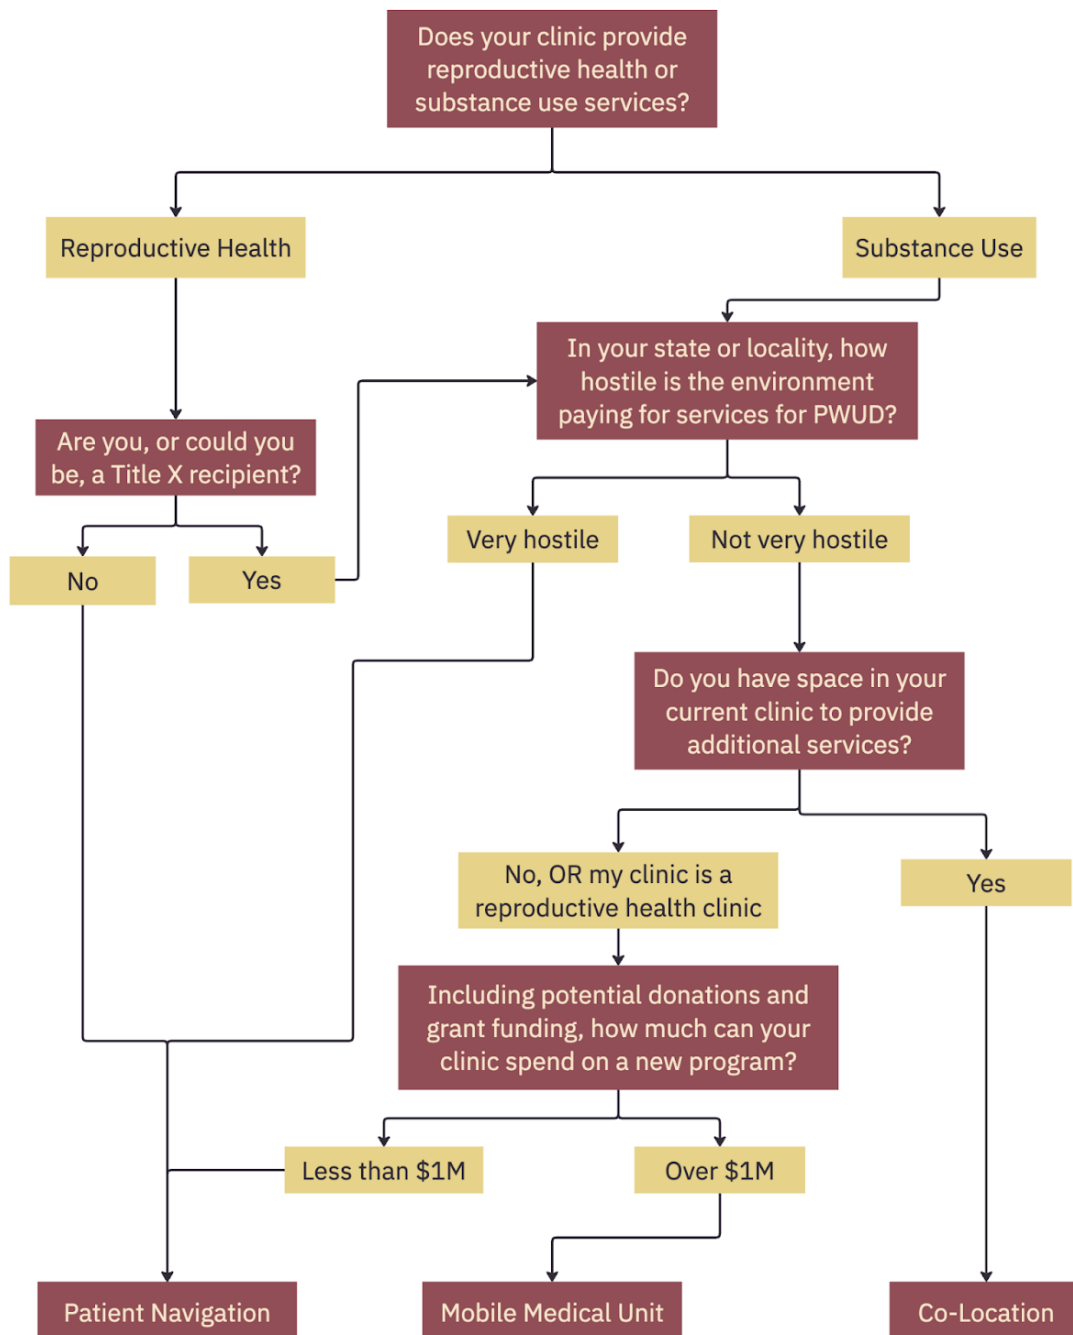 Does your clinic provide
reproductive health or
substance use services?
Reproductive Health
Substance Use
In your state or locality, how
hostile is the environment
paying for services for PWUD?
Are you, or could you
be, a Title X recipient?
Very hostile
Not very hostile
No
Yes
Do you have space in your
current clinic to provide
additional services?
No, OR my clinic is a
reproductive health clinic
Yes
Including potential donations and
grant funding, how much can your
clinic spend on a new program?
Less than $1M
Over $1M
Patient Navigation
Mobile Medical Unit
Co-Location